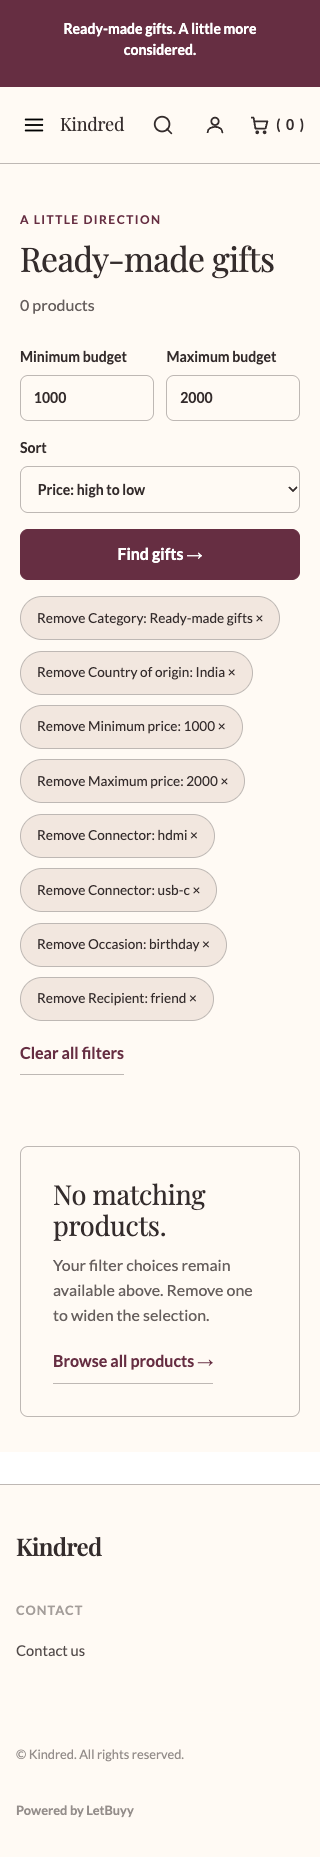 Ready-made gifts. A little more
considered.
Kindred
( 0 )
A LITTLE DIRECTION
Ready-made gifts
0 products
Minimum budget
Maximum budget
1000
2000
Sort
Price: high to low
Find gifts →
Remove Category: Ready-made gifts ×
Remove Country of origin: India ×
Remove Minimum price: 1000 ×
Remove Maximum price: 2000 ×
Remove Connector: hdmi ×
Remove Connector: usb-c ×
Remove Occasion: birthday ×
Remove Recipient: friend ×
Clear all filters
No matching
products.
Your filter choices remain
available above. Remove one
to widen the selection.
Browse all products →
Kindred
CONTACT
Contact us
© Kindred. All rights reserved.
Powered by LetBuyy